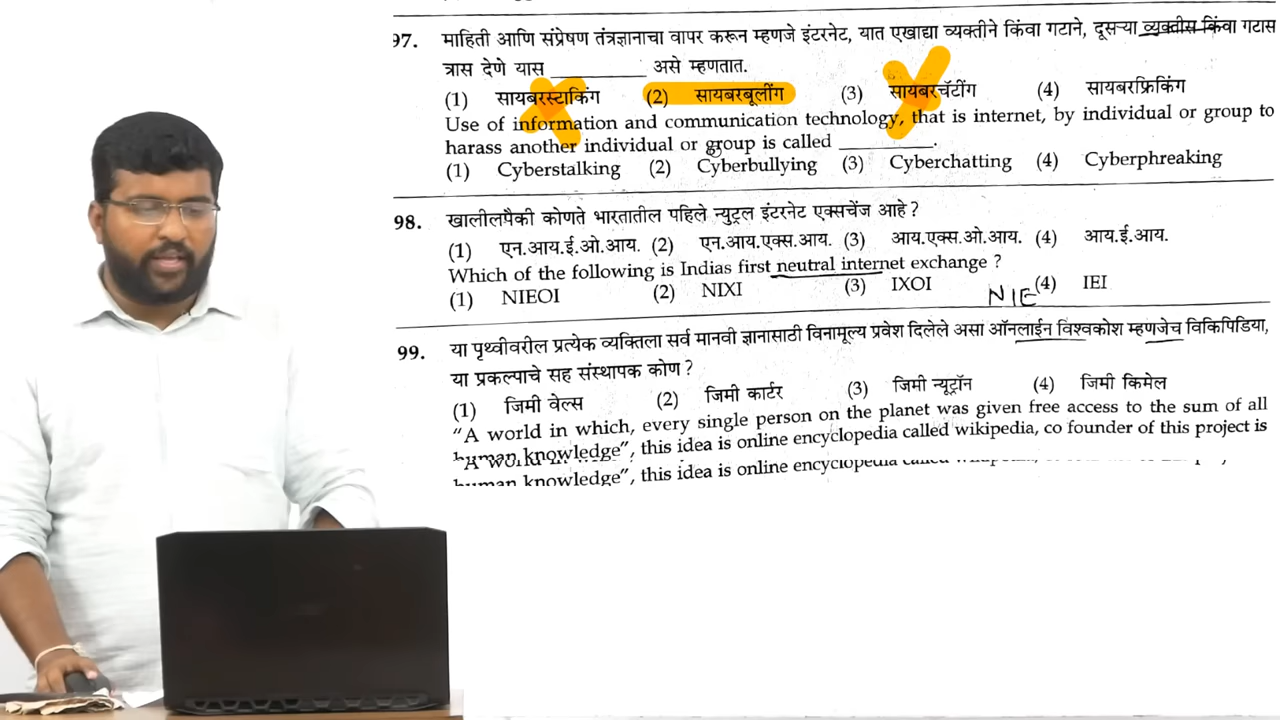 97. माहिती आणि संप्रेषण तंत्रज्ञानाचा वापर करून म्हणजे इंटरनेट, यात एखाद्या व्यक्तीने किंवा गटाने, दूसऱ्या व्यक्तीस किंवा गटास
त्रास देणे यास __________ असे म्हणतात.
(1) सायबरस्टाकिंग (2) सायबरबूलींग (3) सायबरचॅटींग (4) सायबरफ्रिकिंग
Use of information and communication technology, that is internet, by individual or group to
harass another individual or group is called __________.
(1) Cyberstalking (2) Cyberbullying (3) Cyberchatting (4) Cyberphreaking
98. खालीलपैकी कोणते भारतातील पहिले न्युट्रल इंटरनेट एक्सचेंज आहे ?
(1) एन.आय.ई.ओ.आय. (2) एन.आय.एक्स.आय. (3) आय.एक्स.ओ.आय. (4) आय.ई.आय.
Which of the following is Indias first neutral internet exchange ?
(1) NIEOI (2) NIXI (3) IXOI (4) IEI
NIE
99. या पृथ्वीवरील प्रत्येक व्यक्तिला सर्व मानवी ज्ञानासाठी विनामूल्य प्रवेश दिलेले असा ऑनलाईन विश्वकोश म्हणजेच विकिपिडिया,
या प्रकल्पाचे सह संस्थापक कोण ?
(1) जिमी वेल्स (2) जिमी कार्टर (3) जिमी न्यूट्रॉन (4) जिमी किमेल
“A world in which, every single person on the planet was given free access to the sum of all
human knowledge”, this idea is online encyclopedia called wikipedia, co founder of this project is
human knowledge”, this idea is online encyclopedia